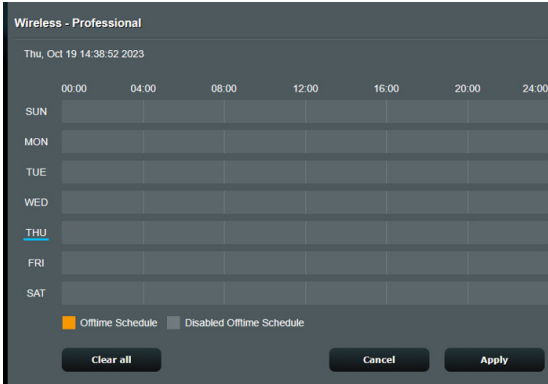 Wireless - Professional
Thu, Oct 19 14:38:52 2023
00:00 04:00 08:00 12:00 16:00 20:00 24:00
SUN
MON
TUE
WED
THU
FRI
SAT
Offtime Schedule Disabled Offtime Schedule
Clear all Cancel Apply